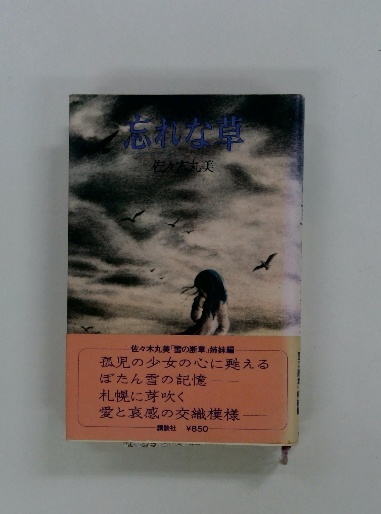 忘れな草
佐々木丸美
佐々木丸美「雪の断章」姉妹編
孤児の少女の心に甦える
ぼたん雪の記憶――
札幌に芽吹く
愛と哀感の交織模様――
講談社 ¥850